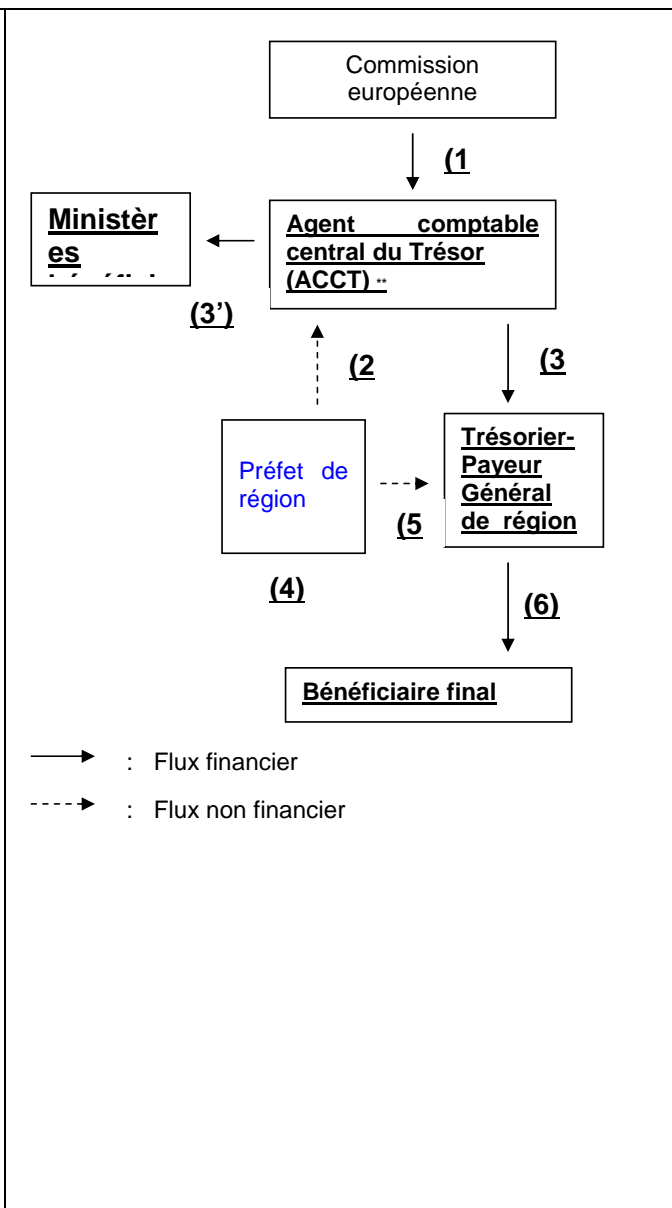 Commission
européenne
(1
Ministèr
es
Agent comptable
central du Trésor
(ACCT) **
(3')
(2
(3
Préfet de
région
Trésorier-
Payeur
Général
de région
(5
(4)
(6)
Bénéficiaire final
: Flux financier
: Flux non financier